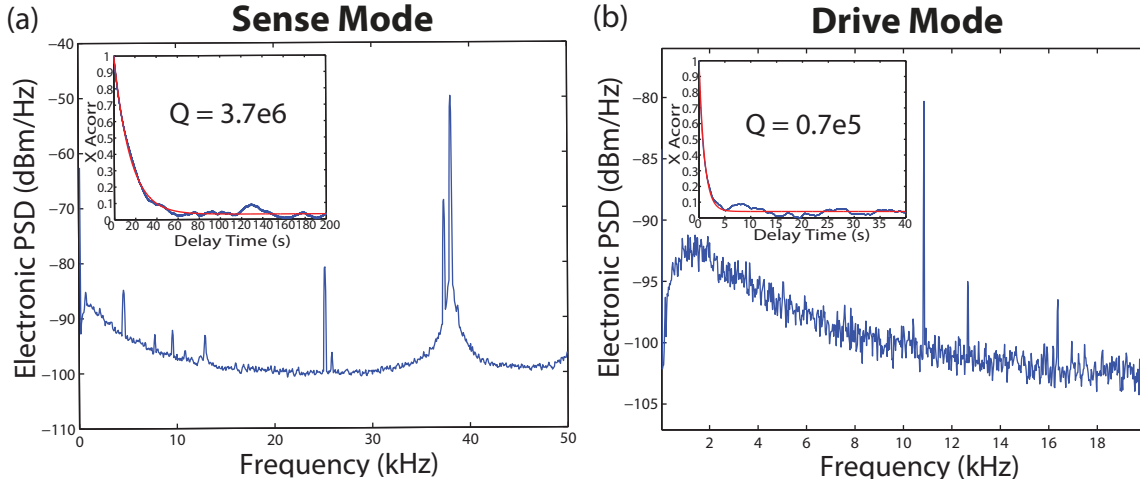 (a) Sense Mode
Electronic PSD (dBm/Hz)
−40
−50
−60
−70
−80
−90
−100
−110
0 10 20 30 40 50
Frequency (kHz)
X Acorr
1
0.9
0.8
0.7
0.6
0.5
0.4
0.3
0.2
0.1
0
0 20 40 60 80 100 120 140 160 180 200
Delay Time (s)
Q = 3.7e6
(b) Drive Mode
Electronic PSD (dBm/Hz)
−80
−85
−90
−95
−100
−105
2 4 6 8 10 12 14 16 18
Frequency (kHz)
X Acorr
1
0.9
0.8
0.7
0.6
0.5
0.4
0.3
0.2
0.1
0
0 5 10 15 20 25 30 35 40
Delay Time (s)
Q = 0.7e5